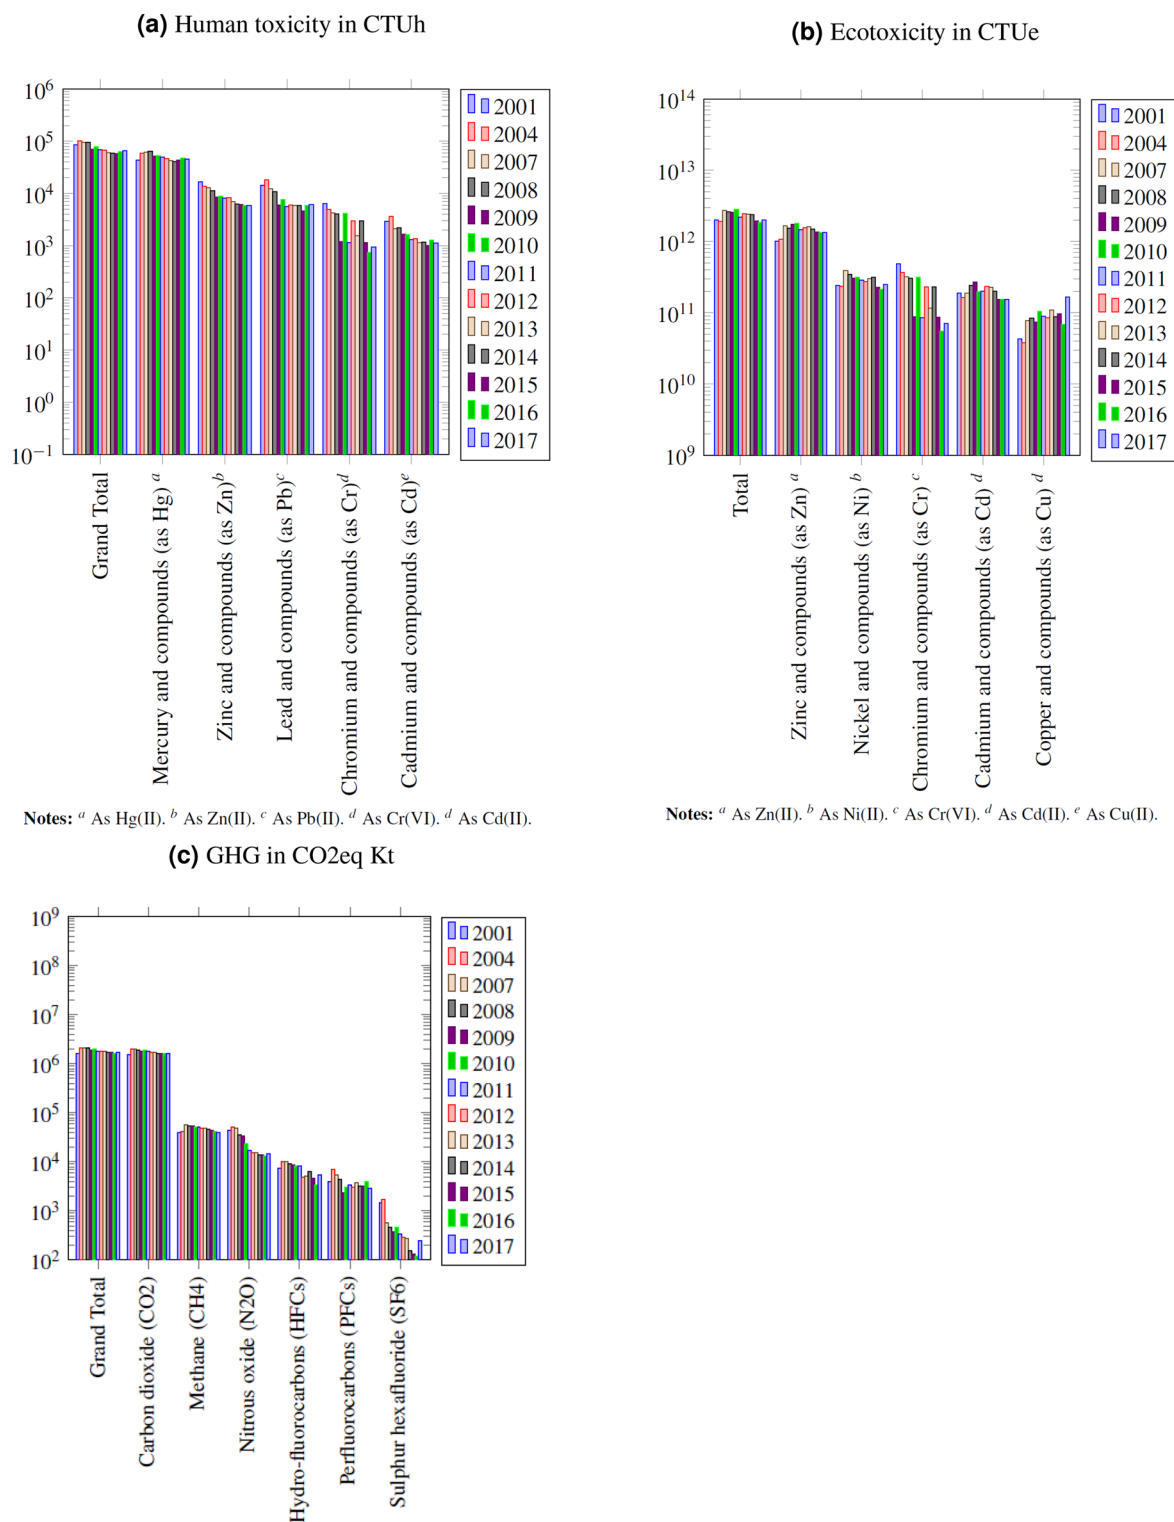 (a) Human toxicity in CTUh
10^6
10^5
10^4
10^3
10^2
10^1
10^0
10^−1
2001
2004
2007
2008
2009
2010
2011
2012
2013
2014
2015
2016
2017
Grand Total
Mercury and compounds (as Hg) ^a
Zinc and compounds (as Zn)^b
Lead and compounds (as Pb)^c
Chromium and compounds (as Cr)^d
Cadmium and compounds (as Cd)^e
Notes: ^a As Hg(II). ^b As Zn(II). ^c As Pb(II). ^d As Cr(VI). ^d As Cd(II).
(b) Ecotoxicity in CTUe
10^14
10^13
10^12
10^11
10^10
10^9
2001
2004
2007
2008
2009
2010
2011
2012
2013
2014
2015
2016
2017
Total
Zinc and compounds (as Zn) ^a
Nickel and compounds (as Ni) ^b
Chromium and compounds (as Cr) ^c
Cadmium and compounds (as Cd) ^d
Copper and compounds (as Cu) ^d
Notes: ^a As Zn(II). ^b As Ni(II). ^c As Cr(VI). ^d As Cd(II). ^e As Cu(II).
(c) GHG in CO2eq Kt
10^9
10^8
10^7
10^6
10^5
10^4
10^3
10^2
2001
2004
2007
2008
2009
2010
2011
2012
2013
2014
2015
2016
2017
Grand Total
Carbon dioxide (CO2)
Methane (CH4)
Nitrous oxide (N2O)
Hydro-fluorocarbons (HFCs)
Perfluorocarbons (PFCs)
Sulphur hexafluoride (SF6)